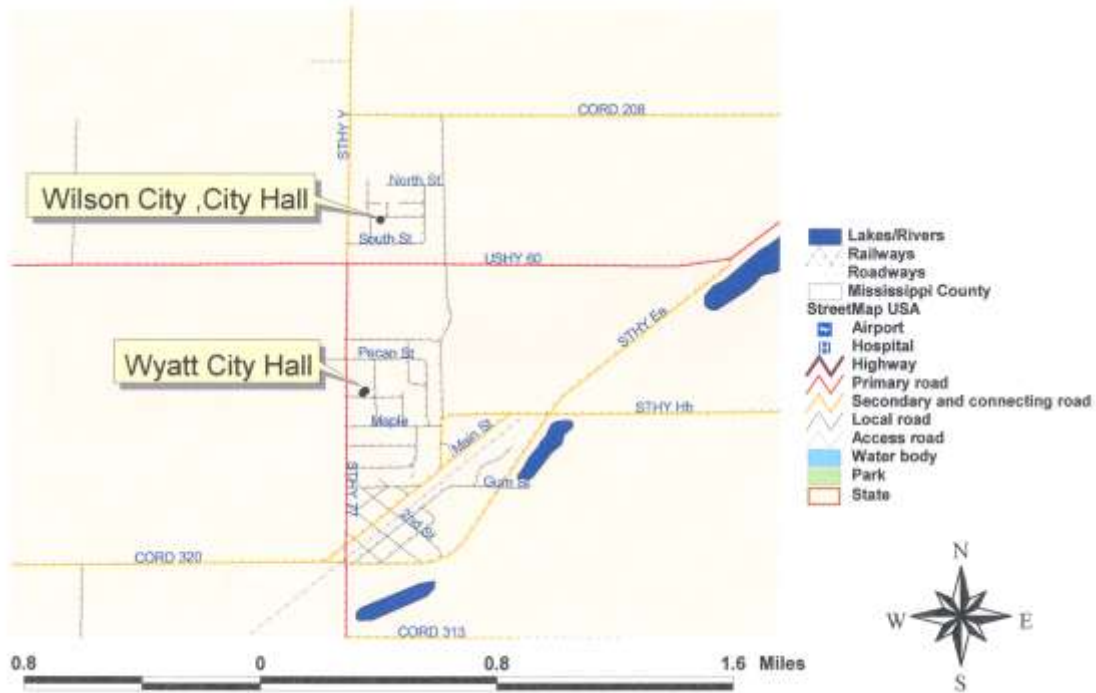 CORD 208
STHY Y
North St
Wilson City ,City Hall
South St
USHY 60
STHY Ea
Pecan St
Wyatt City Hall
STHY Hb
Maple
Main St
STHY 77
Gum St
2nd St
CORD 320
CORD 313
Lakes/Rivers
Railways
Roadways
Mississippi County
StreetMap USA
Airport
H Hospital
Highway
Primary road
Secondary and connecting road
Local road
Access road
Water body
Park
State
N
W E
S
0.8 0 0.8 1.6 Miles